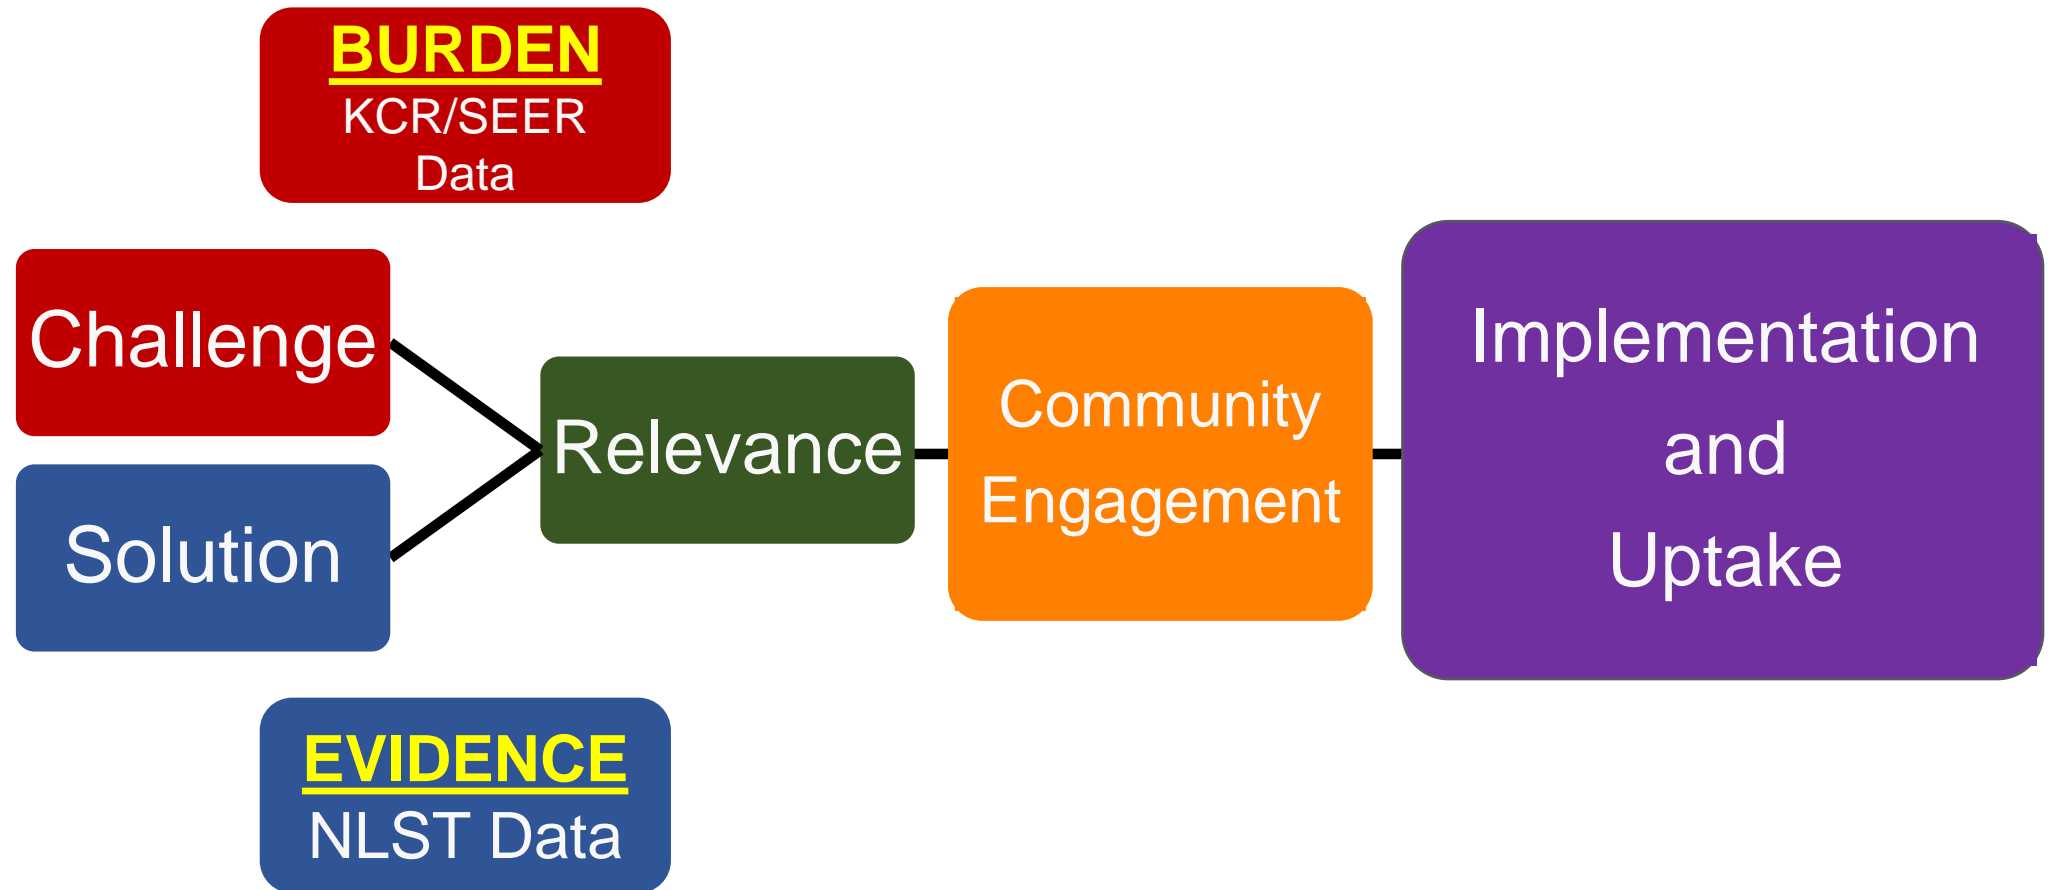 BURDEN
KCR/SEER
Data
Challenge
Solution
Relevance
Community
Engagement
Implementation
and
Uptake
EVIDENCE
NLST Data